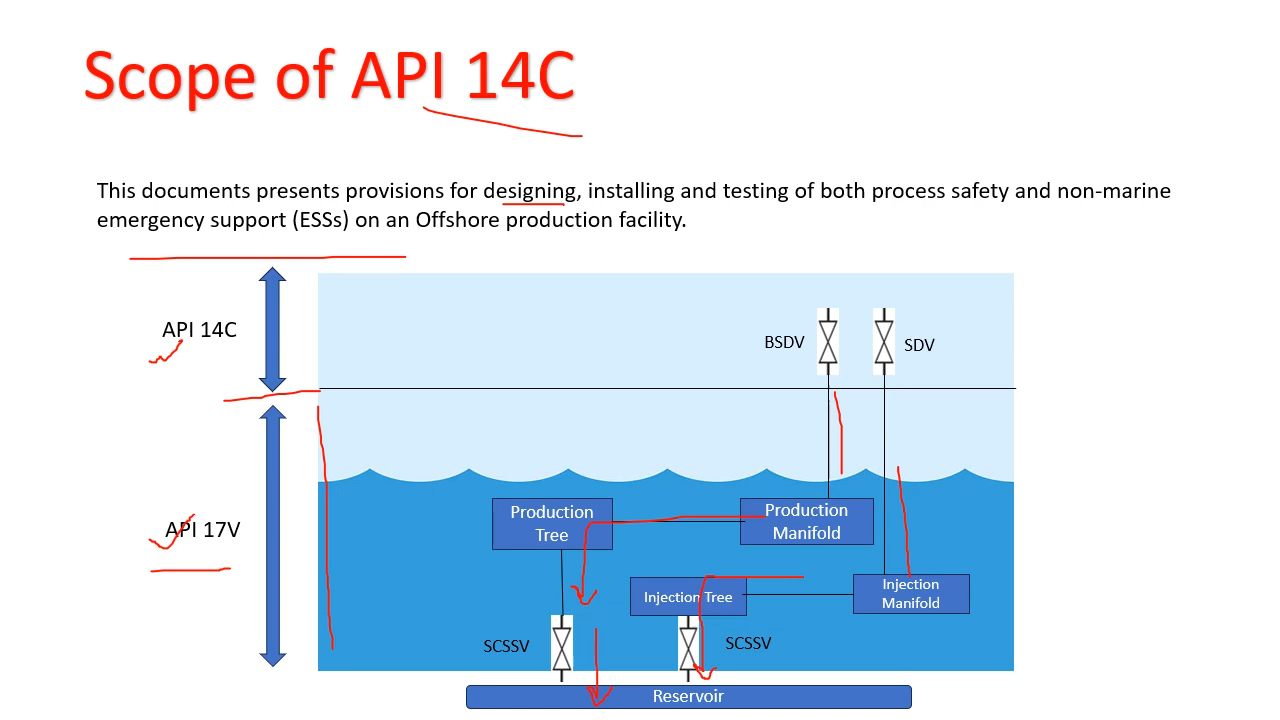 Scope of API 14C
This documents presents provisions for designing, installing and testing of both process safety and non-marine
emergency support (ESSs) on an Offshore production facility.
API 14C
BSDV
SDV
API 17V
Production
Tree
Production
Manifold
Injection Tree
Injection
Manifold
SCSSV
SCSSV
Reservoir